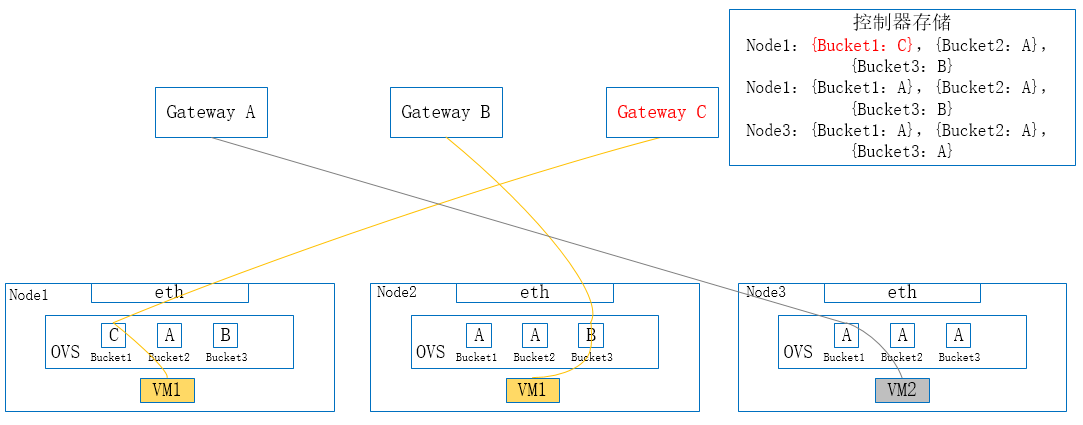 控制器存储
Node1: {Bucket1: C}, {Bucket2: A},
{Bucket3: B}
Node1: {Bucket1: A}, {Bucket2: A},
{Bucket3: B}
Node3: {Bucket1: A}, {Bucket2: A},
{Bucket3: A}
Gateway A
Gateway B
Gateway C
Node1
eth
C
A
B
OVS
Bucket1
Bucket2
Bucket3
VM1
Node2
eth
A
A
B
OVS
Bucket1
Bucket2
Bucket3
VM1
Node3
eth
A
A
A
OVS
Bucket1
Bucket2
Bucket3
VM2